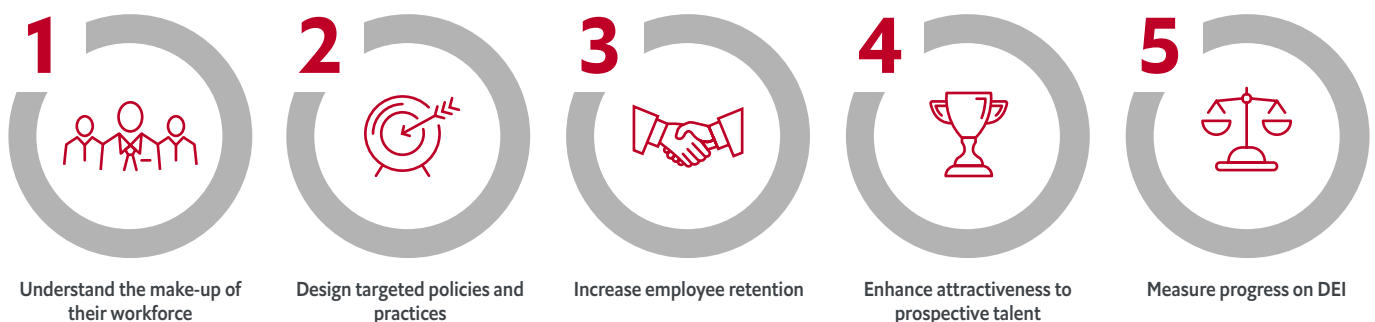 1
2
3
4
5
Understand the make-up of
their workforce
Design targeted policies and
practices
Increase employee retention
Enhance attractiveness to
prospective talent
Measure progress on DEI